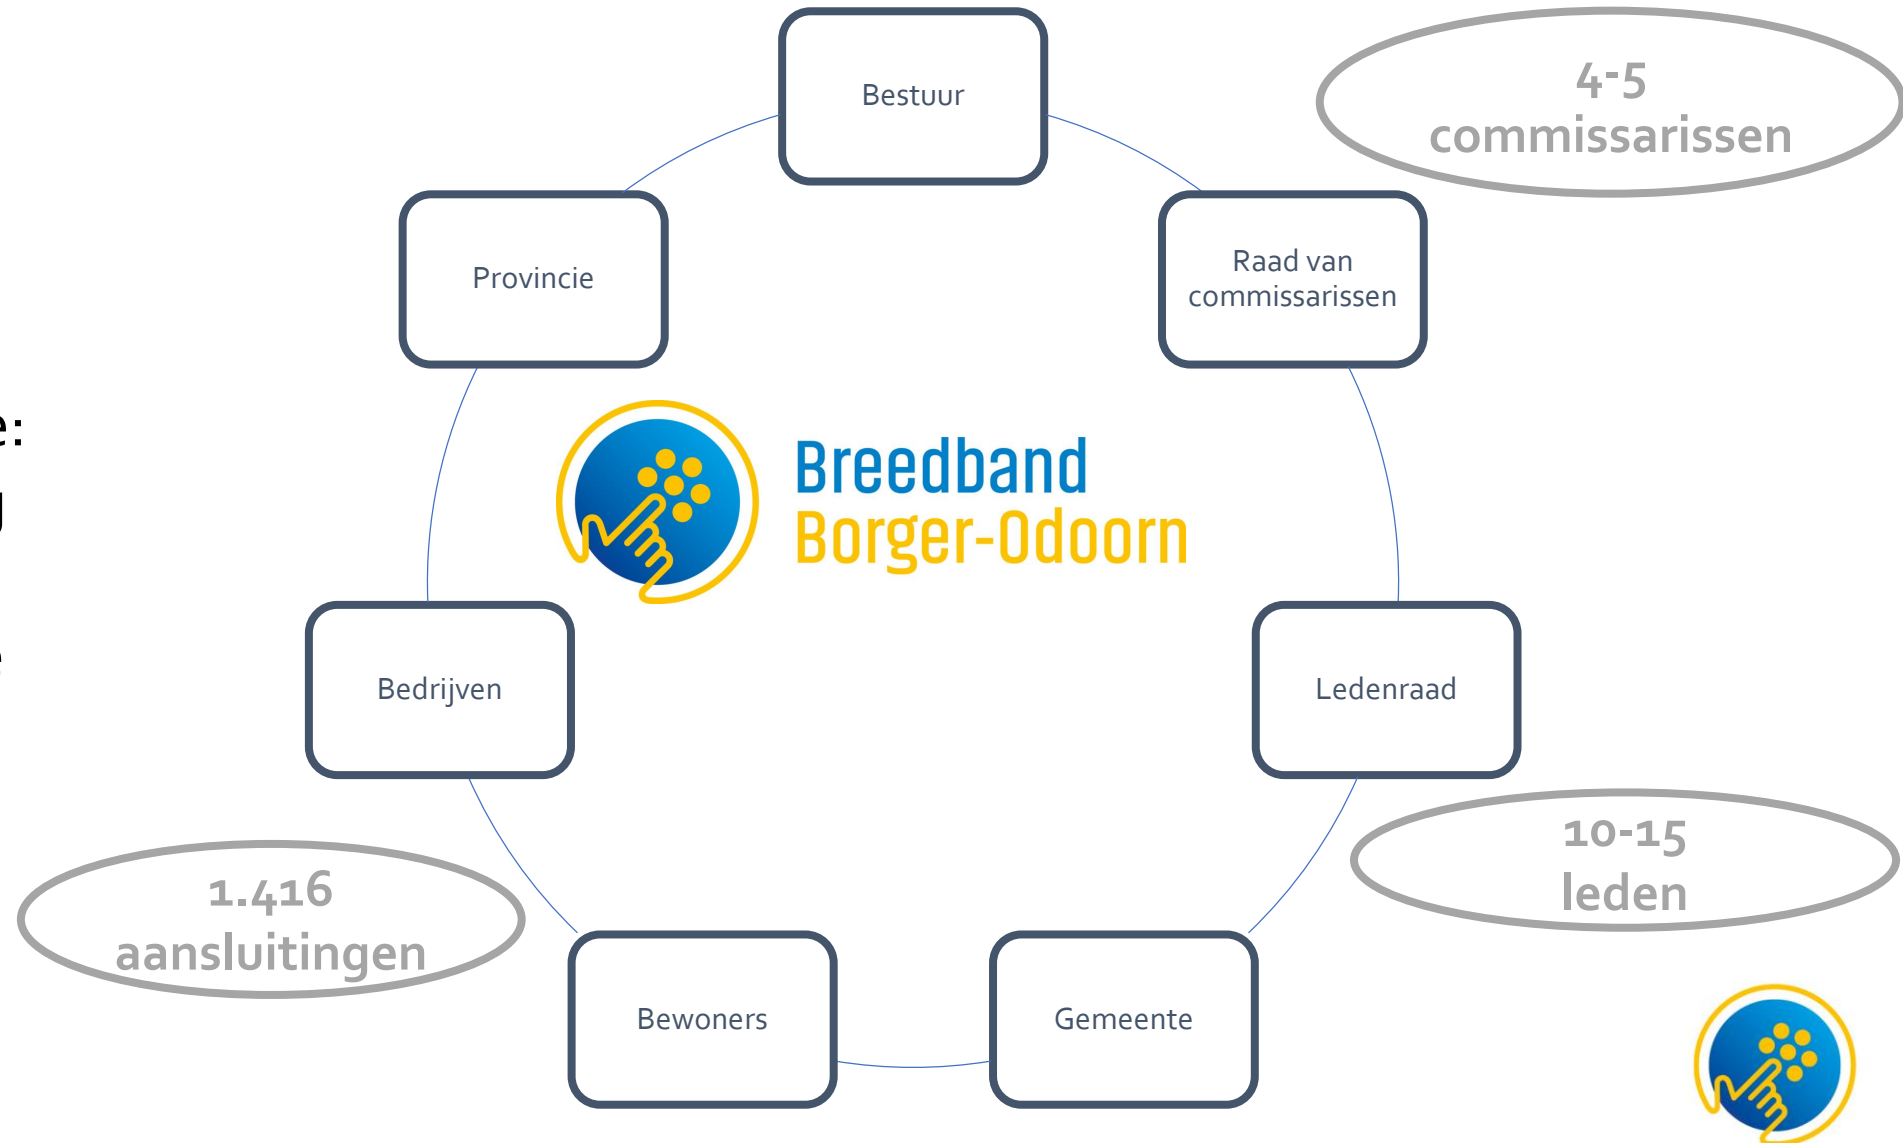 Bestuur
4-5
commissarissen
Provincie
Raad van
commissarissen
e:
Breedband
Borger-Odoorn
Bedrijven
Ledenraad
1.416
aansluitingen
10-15
leden
Bewoners
Gemeente